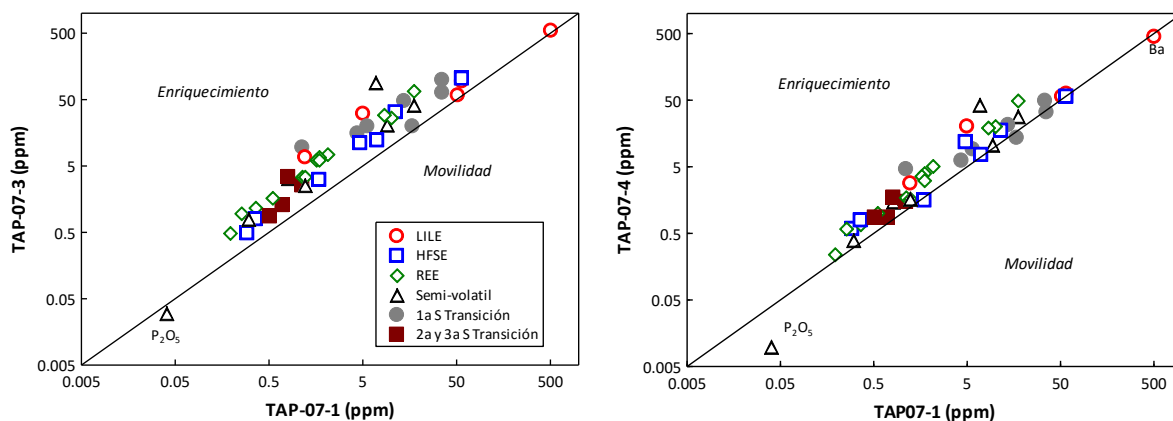 500
50
5
0.5
0.05
0.005
TAP-07-3 (ppm)
Enriquecimiento
Movilidad
LILE
HFSE
REE
Semi-volatil
1a S Transición
2a y 3a S Transición
P₂O₅
0.005
0.05
0.5
5
50
500
TAP-07-1 (ppm)
500
50
5
0.5
0.05
0.005
TAP-07-4 (ppm)
Enriquecimiento
Ba
Movilidad
P₂O₅
0.005
0.05
0.5
5
50
500
TAP07-1 (ppm)